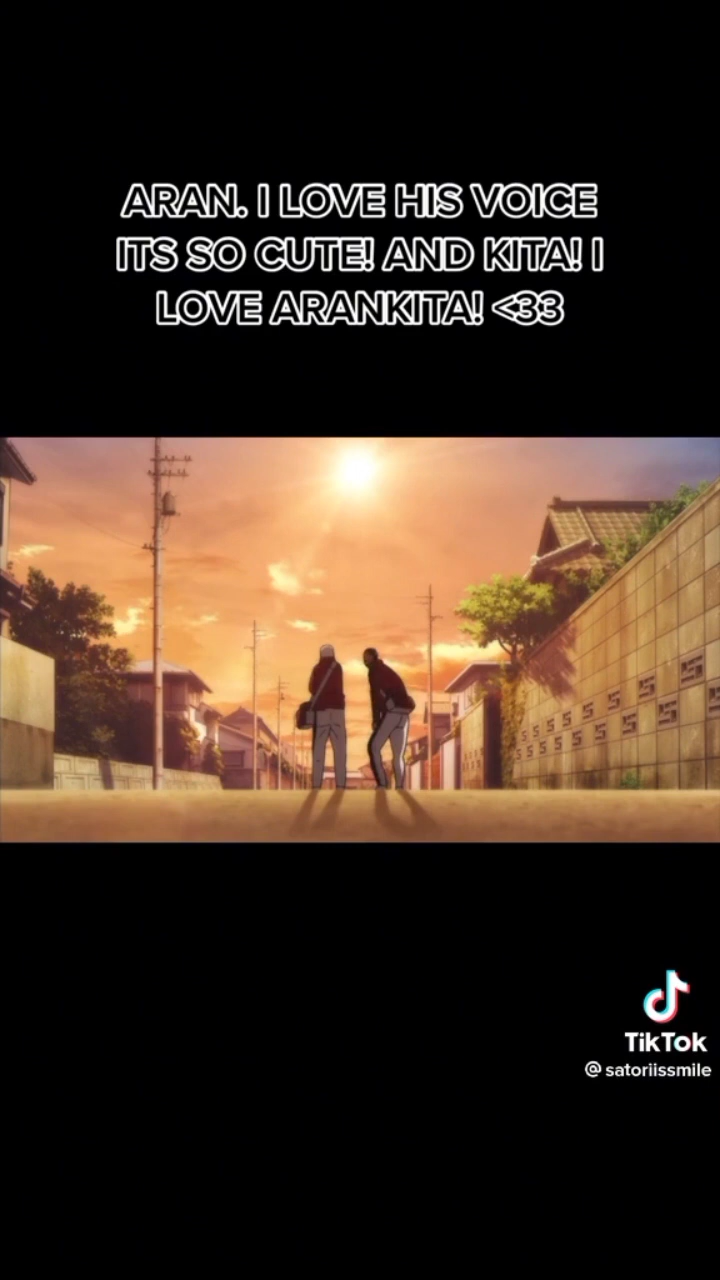 ARAN. I LOVE HIS VOICE
ITS SO CUTE! AND KITA! I
LOVE ARANKITA! <33
TikTok
@satoriissmile